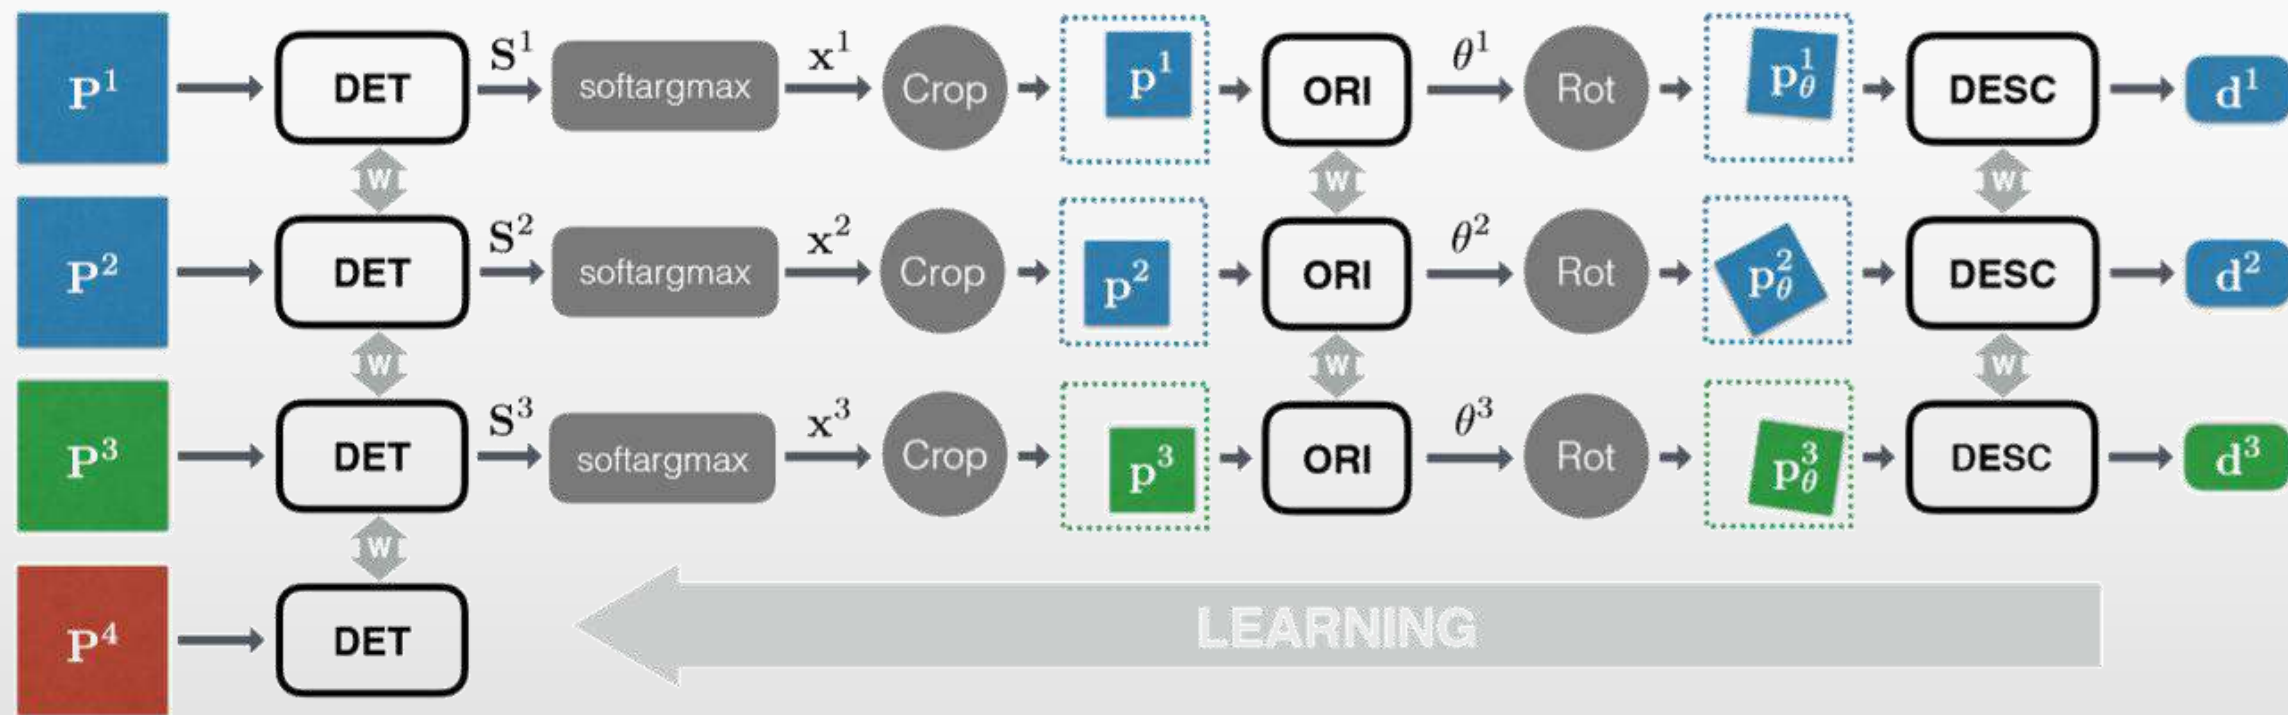 P¹ DET S¹ softargmax x¹ Crop p¹ ORI θ¹ Rot p¹θ DESC d¹
W W W
P² DET S² softargmax x² Crop p² ORI θ² Rot p²θ DESC d²
W W W
P³ DET S³ softargmax x³ Crop p³ ORI θ³ Rot p³θ DESC d³
W
P⁴ DET LEARNING